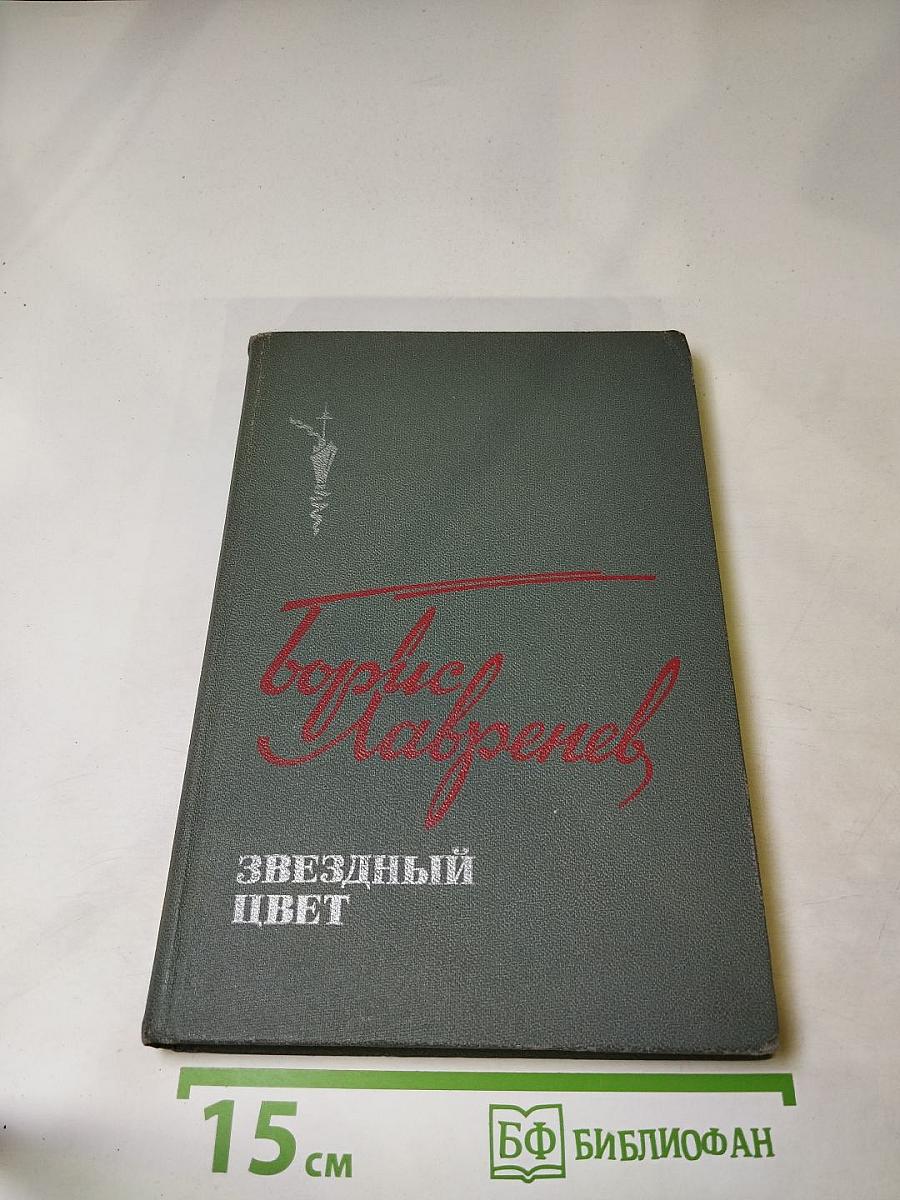 Борис
Лавренев
ЗВЕЗДНЫЙ
ЦВЕТ
15 см
БФ БИБЛИОФАН